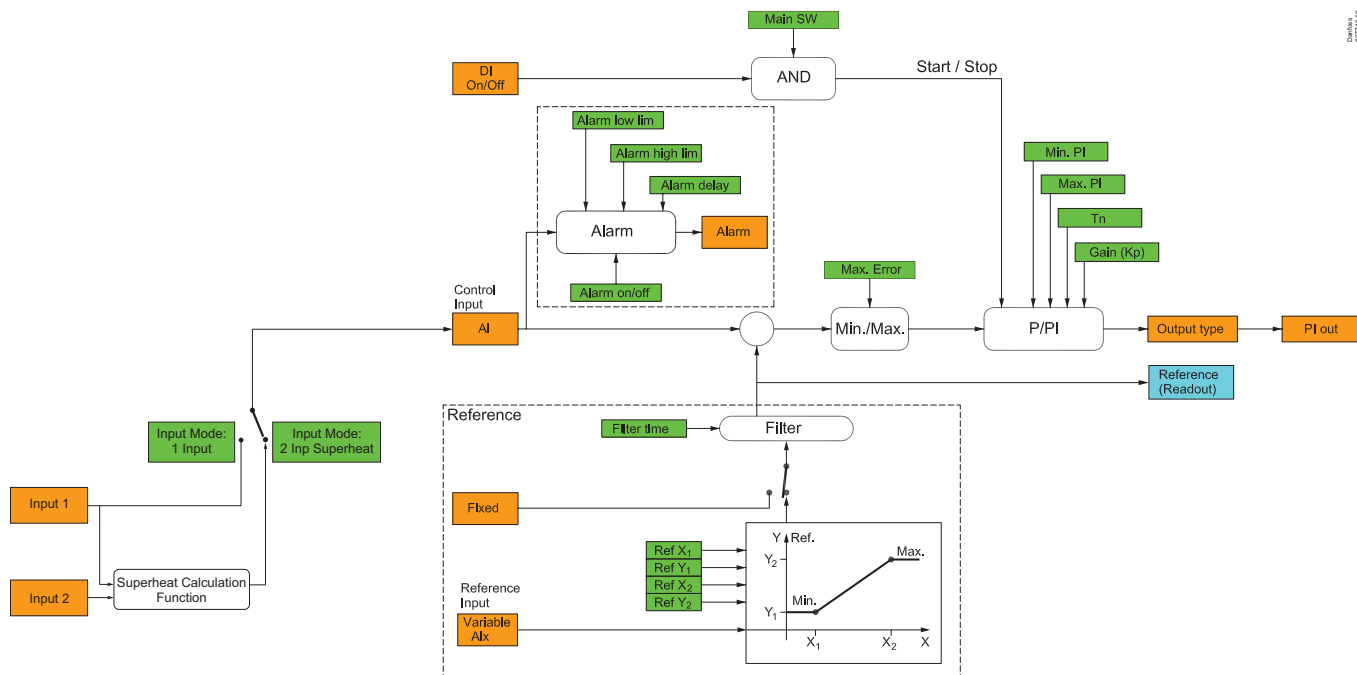 Main SW
Danfoss
DI
On/Off
AND
Start / Stop
Alarm low lim
Alarm high lim
Alarm delay
Alarm
Alarm
Alarm on/off
Min. PI
Max. PI
Tn
Gain (Kp)
Max. Error
Control
Input
AI
Min./Max.
P/PI
Output type
PI out
Reference
(Readout)
Reference
Input Mode:
1 Input
Input Mode:
2 Inp Superheat
Filter time
Filter
Input 1
Fixed
Input 2
Superheat Calculation
Function
Ref X1
Ref Y1
Ref X2
Ref Y2
Y Ref.
Y2
Max.
Min.
Y1
X1
X2
X
Reference
Input
Variable
AIx